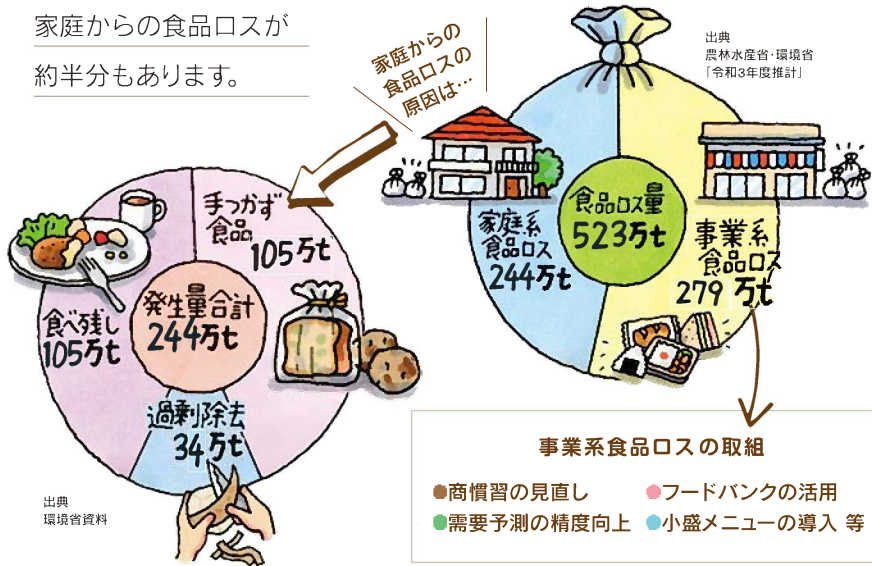 家庭からの食品ロスが
約半分もあります。
家庭からの
食品ロスの
原因は…
手つかず
食品
105万t
発生量合計
244万t
食べ残し
105万t
過剰除去
34万t
出典
環境省資料
出典
農林水産省・環境省
「令和3年度推計」
食品ロス量
523万t
家庭系
食品ロス
244万t
事業系
食品ロス
279 万t
事業系食品ロスの取組
●商慣習の見直し
●フードバンクの活用
●需要予測の精度向上
●小盛メニューの導入 等